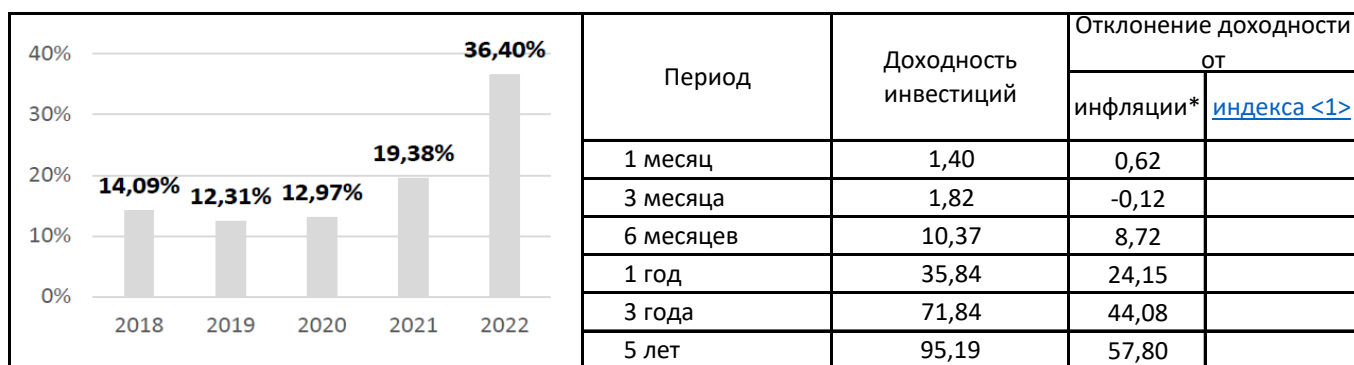 40%
30%
20%
10%
0%
14,09%
12,31%
12,97%
19,38%
36,40%
2018 2019 2020 2021 2022
Период
Доходность
инвестиций
Отклонение доходности
от
инфляции*
индекса <1>
1 месяц 1,40 0,62
3 месяца 1,82 -0,12
6 месяцев 10,37 8,72
1 год 35,84 24,15
3 года 71,84 44,08
5 лет 95,19 57,80